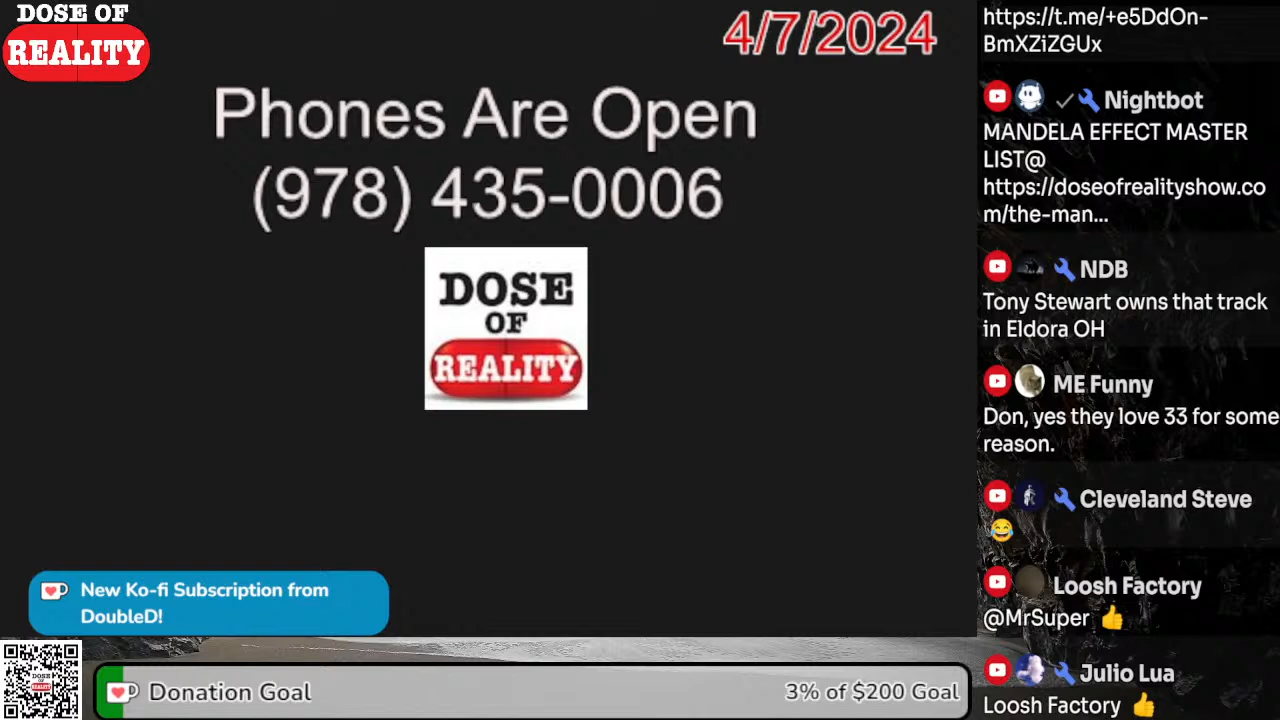 DOSE OF
REALITY
4/7/2024
Phones Are Open
(978) 435-0006
DOSE
OF
REALITY
New Ko-fi Subscription from
DoubleD!
Donation Goal
3% of $200 Goal
https://t.me/+e5DdOn-
BmXZiZGUx
Nightbot
MANDELA EFFECT MASTER
LIST@
https://doseofrealityshow.co
m/the-man...
NDB
Tony Stewart owns that track
in Eldora OH
ME Funny
Don, yes they love 33 for some
reason.
Cleveland Steve
😂
Loosh Factory
@MrSuper 👍
Julio Lua
Loosh Factory 👍